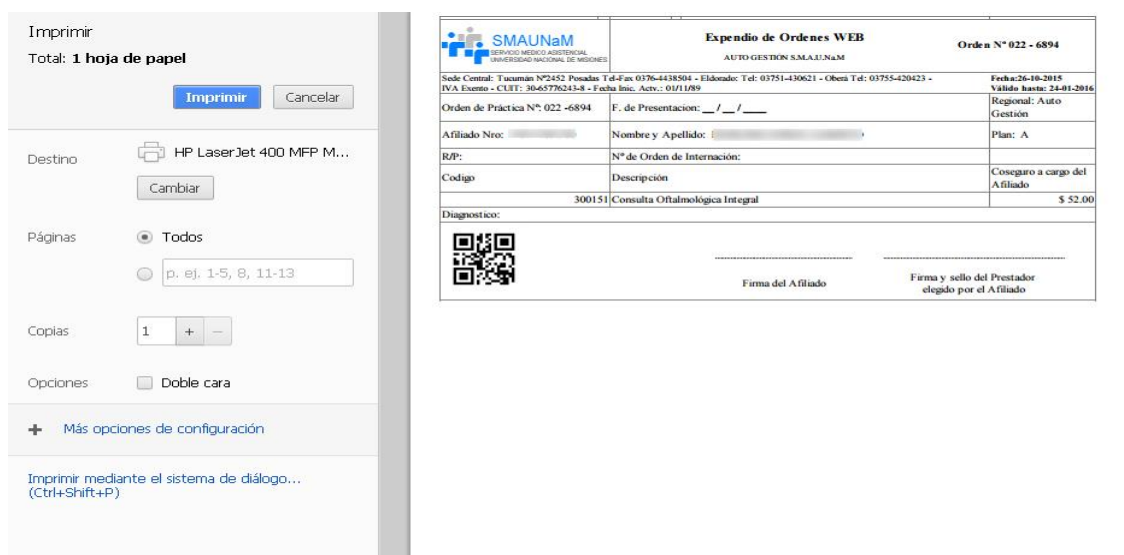 Imprimir
Total: 1 hoja de papel
Imprimir
Cancelar
Destino
HP LaserJet 400 MFP M...
Cambiar
Páginas
Todos
p. ej. 1-5, 8, 11-13
Copias
1
+
–
Opciones
Doble cara
+ Más opciones de configuración
Imprimir mediante el sistema de diálogo...
(Ctrl+Shift+P)
SMAUNaM
SERVICIO MEDICO ASISTENCIAL
UNIVERSIDAD NACIONAL DE MISIONES
Expendio de Ordenes WEB
AUTO GESTIÓN S.M.A.U.NaM
Orden Nº 022 - 6894
Sede Central: Tucumán Nº2452 Posadas Tel-Fax 0376-4438504 - Eldorado: Tel: 03751-430621 - Oberá Tel: 03755-420423 -
IVA Exento - CUIT: 30-65776243-8 - Fecha Inic. Actv.: 01/11/89
Fecha:26-10-2015
Válido hasta: 24-01-2016
Orden de Práctica Nº: 022 -6894
F. de Presentacion: __/__/____
Regional: Auto
Gestión
Afiliado Nro:
Nombre y Apellido:
Plan: A
R/P:
Nº de Orden de Internación:
Codigo
Descripción
Coseguro a cargo del
Afiliado
300151
Consulta Oftalmológica Integral
$ 52.00
Diagnostico:
Firma del Afiliado
Firma y sello del Prestador
elegido por el Afiliado